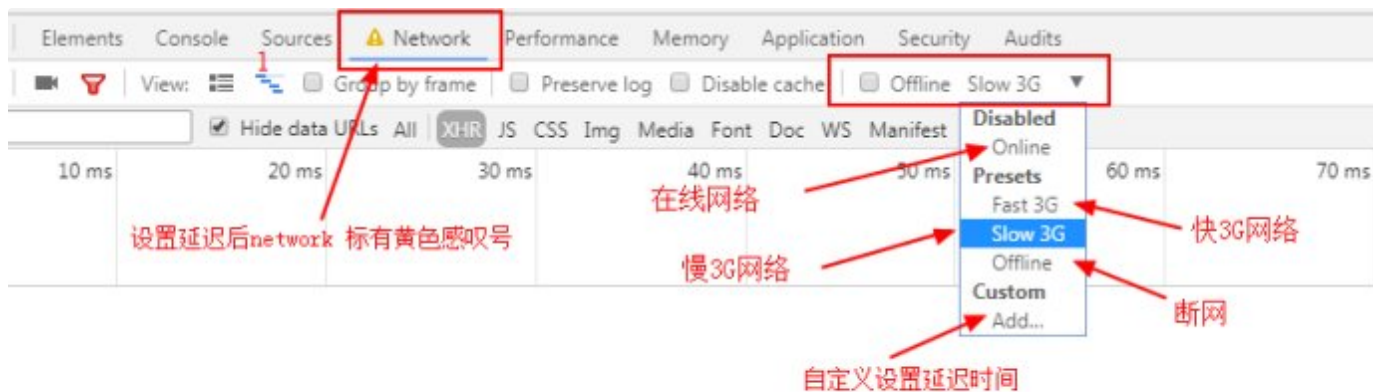 Elements Console Sources Network Performance Memory Application Security Audits
1
View: Group by frame Preserve log Disable cache Offline Slow 3G
Hide data URLs All XHR JS CSS Img Media Font Doc WS Manifest
Disabled
Online
10 ms 20 ms 30 ms 40 ms 50 ms 60 ms 70 ms
Presets
在线网络
Fast 3G
快3G网络
设置延迟后network 标有黄色感叹号
Slow 3G
慢3G网络
Offline
Custom
断网
Add...
自定义设置延迟时间